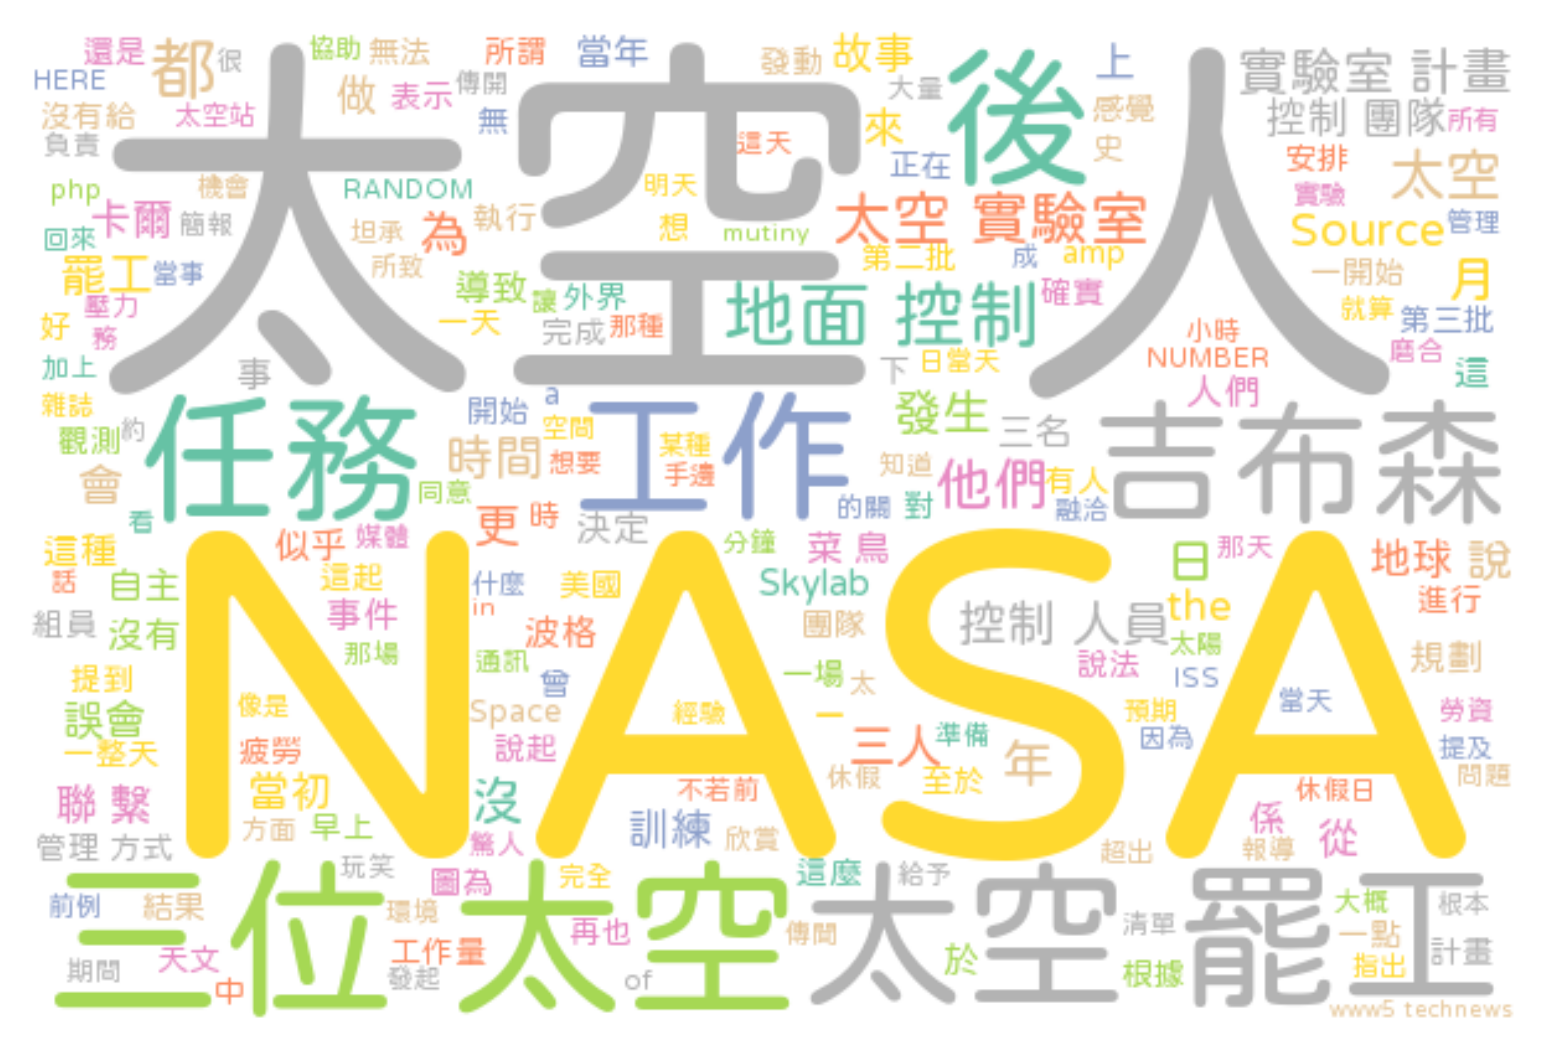 還是 都 很 協助 無法 所謂 當年 發動 故事 上 實驗室 計畫
HERE 做 表示 傳開 大量 後 感覺 控制 團隊 所有
沒有給 太空站 無 太空人 這天 來 史 安排 太空
負責 正在
php 機會 RANDOM 明天 實驗
卡爾 簡報 坦承 為 執行 想 mutiny 太空 實驗室 Source 管理
回來 罷工 當事 所致 第二批 成 amp 一開始 月
壓力 導致 讓 外界 地面 控制 確實 就算 第三批
好 務 一天 完成 那種 小時 磨合
加上 事 下 日當天 NUMBER 這
雜誌 約 任務 開始 a 空間 工作 某種 發生 三名 人們 吉布森
觀測 時間 想要 手邊 知道 他們 有人
會 同意 的關 對 融洽
看 似乎 媒體 更 時 決定 分鐘 菜鳥 日 那天 地球 說
這種 NASA
話 自主 這起 什麼 美國 Skylab the 進行
組員 沒有 事件 in 波格 團隊 控制 人員 太陽
那場 通訊 一場 太 說法 ISS 規劃
提到 曾
誤會 像是 Space 經驗 一 預期 當天 勞資
一整天 疲勞 說起 三人 準備 年 因為 提及
聯繫 當初 沒 不若前 休假 至於 休假日 問題
管理 方式 方面 早上 驚人 訓練 欣賞 超出 係 報導 從
三位 太空 玩笑 圖為 完全 這麼 給予 太空 罷工
前例 結果 環境 再也 傳聞 清單 大概 根本
天文 工作量 於 一點 計畫
期間 中 發起 of 根據 指出
www5 technews